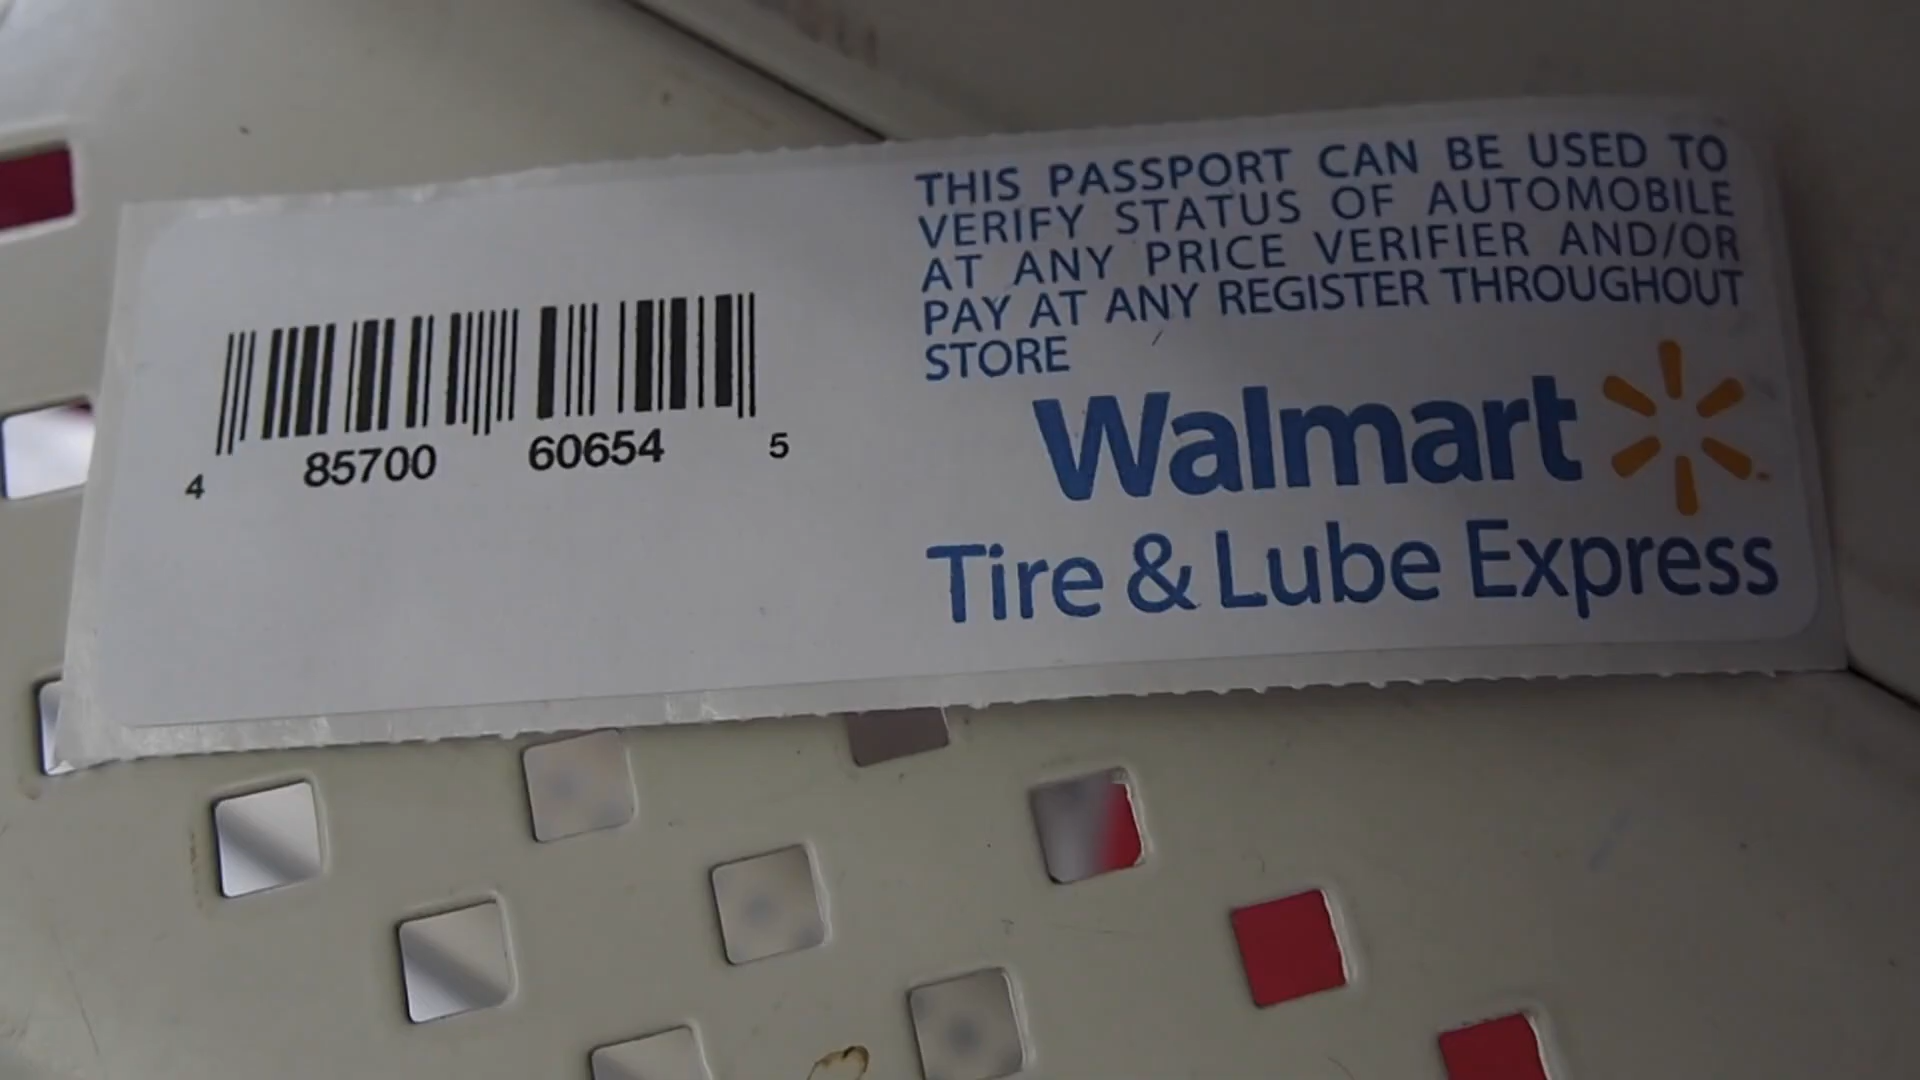 THIS PASSPORT CAN BE USED TO
VERIFY STATUS OF AUTOMOBILE
AT ANY PRICE VERIFIER AND/OR
PAY AT ANY REGISTER THROUGHOUT
STORE
Walmart
Tire & Lube Express
4 85700 60654 5